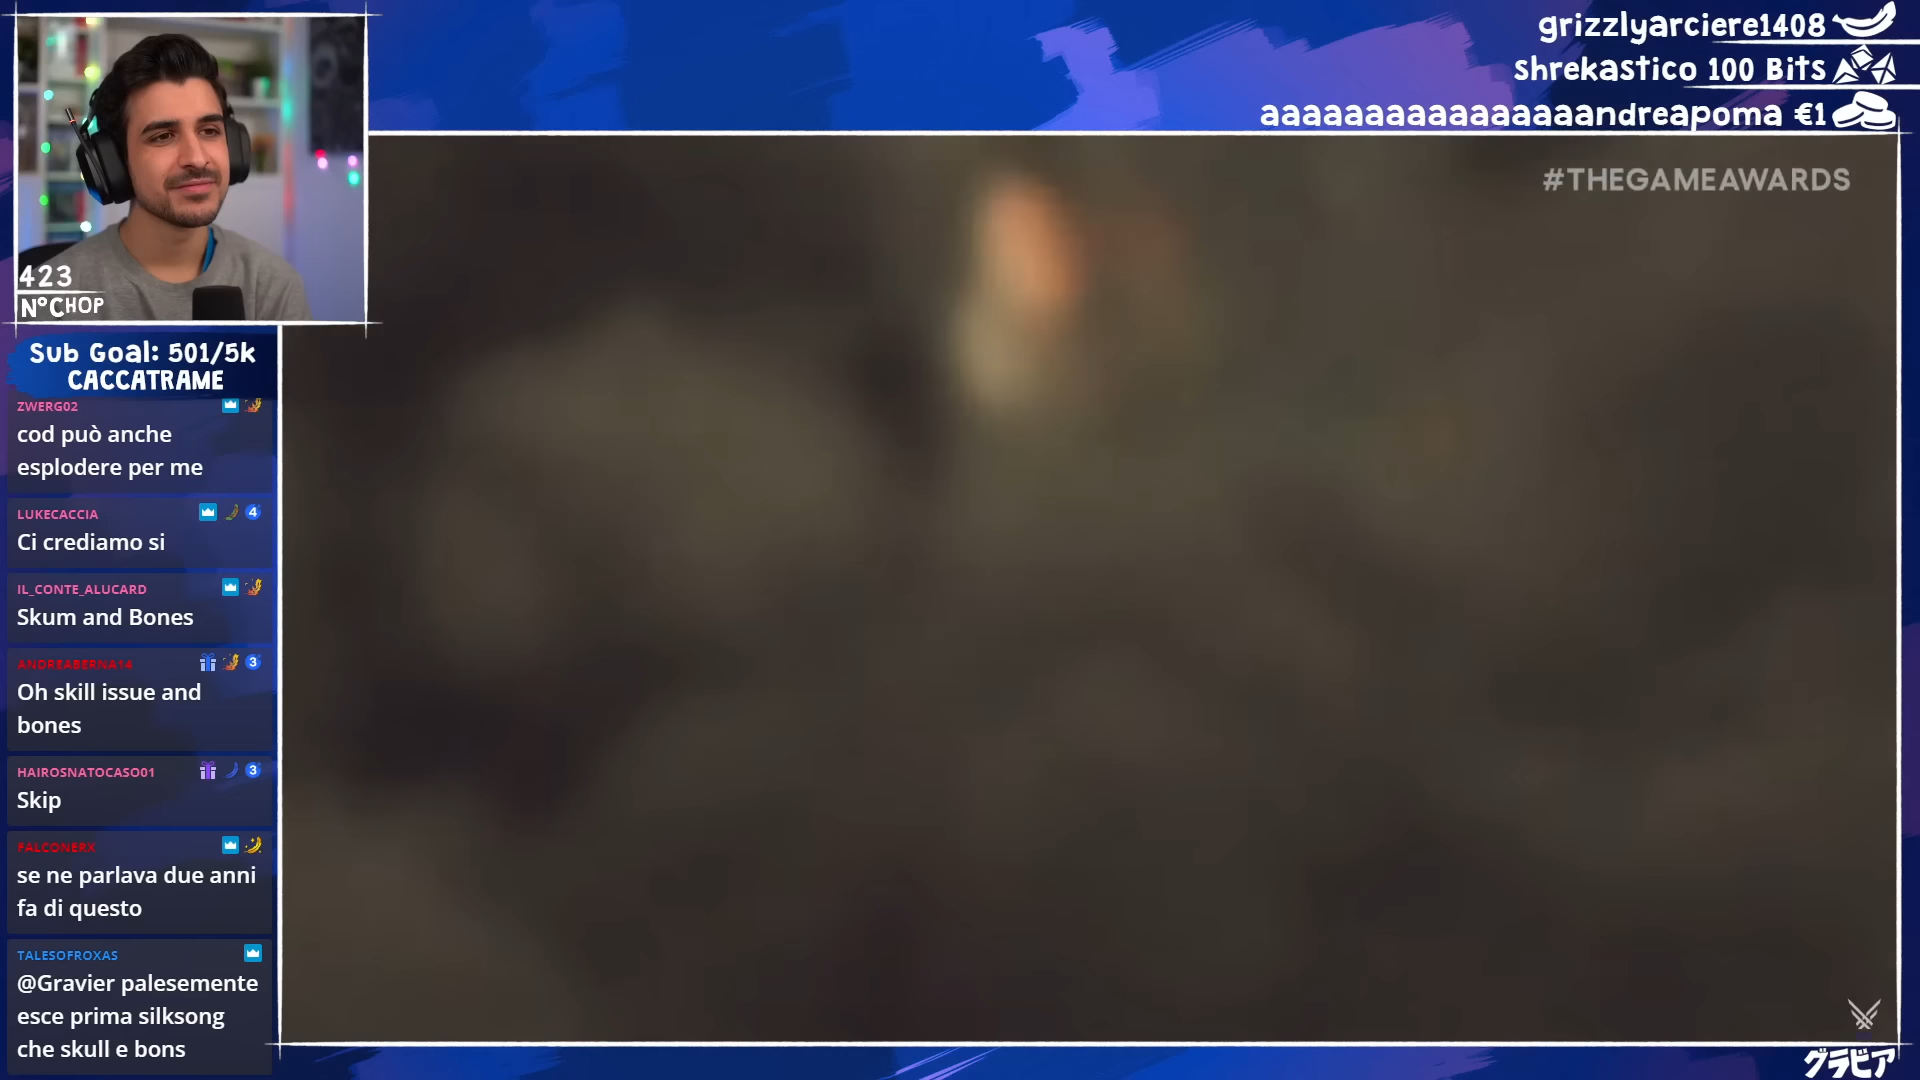 grizzlyarciere1408
shrekastico 100 Bits
aaaaaaaaaaaaaaaandreapoma €1
#THEGAMEAWARDS
423
N°CHOP
Sub Goal: 501/5k
CACCATRAME
ZWERG02
cod può anche
esplodere per me
LUKECACCIA
4
Ci crediamo si
IL_CONTE_ALUCARD
Skum and Bones
ANDREABERNA14
3
Oh skill issue and
bones
HAIROSNATOCASO01
3
Skip
FALCONERX
se ne parlava due anni
fa di questo
TALESOFROXAS
@Gravier palesemente
esce prima silksong
che skull e bons
グラビア